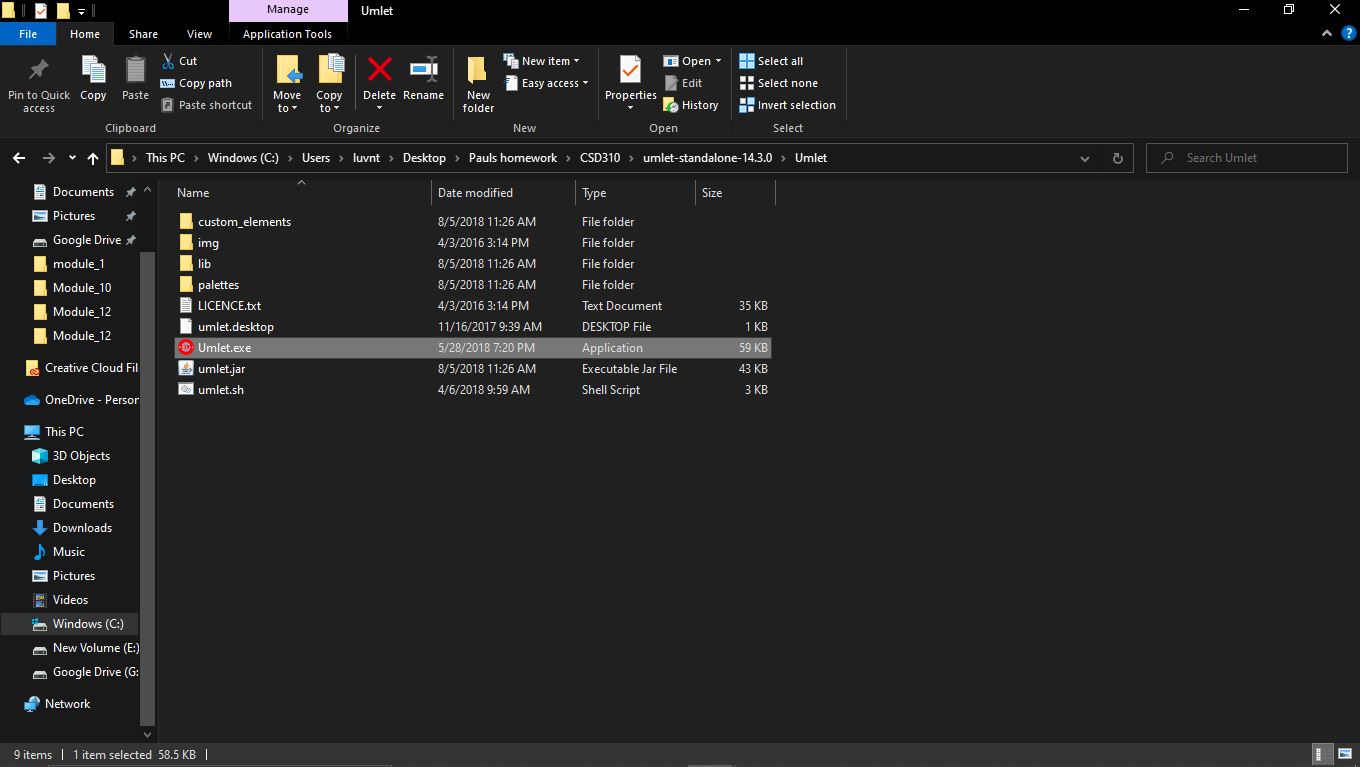 Manage
Umlet
File
Home
Share
View
Application Tools
Pin to Quick access
Copy
Paste
Cut
Copy path
Paste shortcut
Clipboard
Move to
Copy to
Delete
Rename
Organize
New folder
New item
Easy access
New
Properties
Open
Edit
History
Open
Select all
Select none
Invert selection
Select
This PC > Windows (C:) > Users > luvnt > Desktop > Pauls homework > CSD310 > umlet-standalone-14.3.0 > Umlet
Search Umlet
Documents
Pictures
Google Drive
module_1
Module_10
Module_12
Module_12
Creative Cloud Fil
OneDrive - Person
This PC
3D Objects
Desktop
Documents
Downloads
Music
Pictures
Videos
Windows (C:)
New Volume (E:)
Google Drive (G:
Network
Name Date modified Type Size
custom_elements 8/5/2018 11:26 AM File folder
img 4/3/2016 3:14 PM File folder
lib 8/5/2018 11:26 AM File folder
palettes 8/5/2018 11:26 AM File folder
LICENCE.txt 4/3/2016 3:14 PM Text Document 35 KB
umlet.desktop 11/16/2017 9:39 AM DESKTOP File 1 KB
Umlet.exe 5/28/2018 7:20 PM Application 59 KB
umlet.jar 8/5/2018 11:26 AM Executable Jar File 43 KB
umlet.sh 4/6/2018 9:59 AM Shell Script 3 KB
9 items 1 item selected 58.5 KB